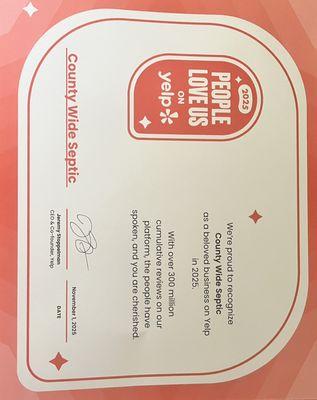 2025
PEOPLE
LOVE US
ON
yelp
We're proud to recognize
County Wide Septic
as a beloved business on Yelp
in 2025.
With over 300 million
cumulative reviews on our
platform, the people have
spoken, and you are cherished.
County Wide Septic
Jeremy Stoppelman
CEO & Co-founder, Yelp
November 1, 2025
DATE